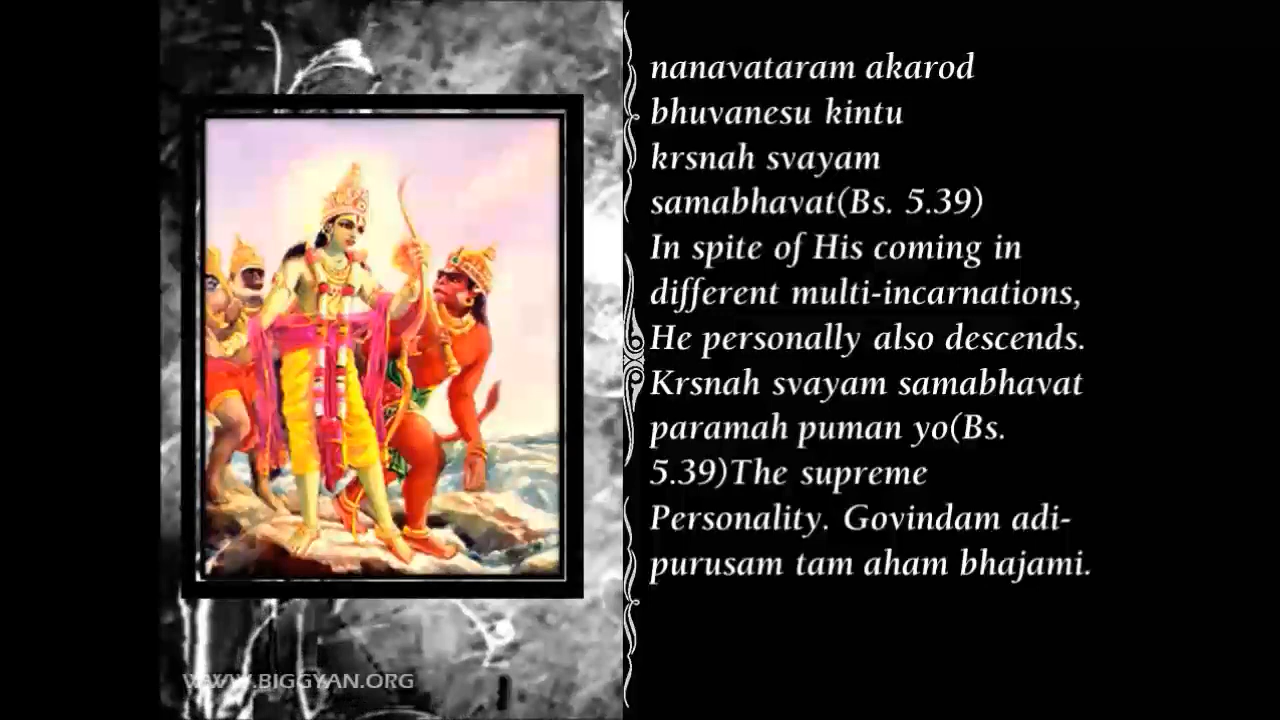 nanavataram akarod
bhuvanesu kintu
krsnah svayam
samabhavat(Bs. 5.39)
In spite of His coming in
different multi-incarnations,
He personally also descends.
Krsnah svayam samabhavat
paramah puman yo(Bs.
5.39)The supreme
Personality. Govindam adi-
purusam tam aham bhajami.
WWW.BIGGYAN.ORG